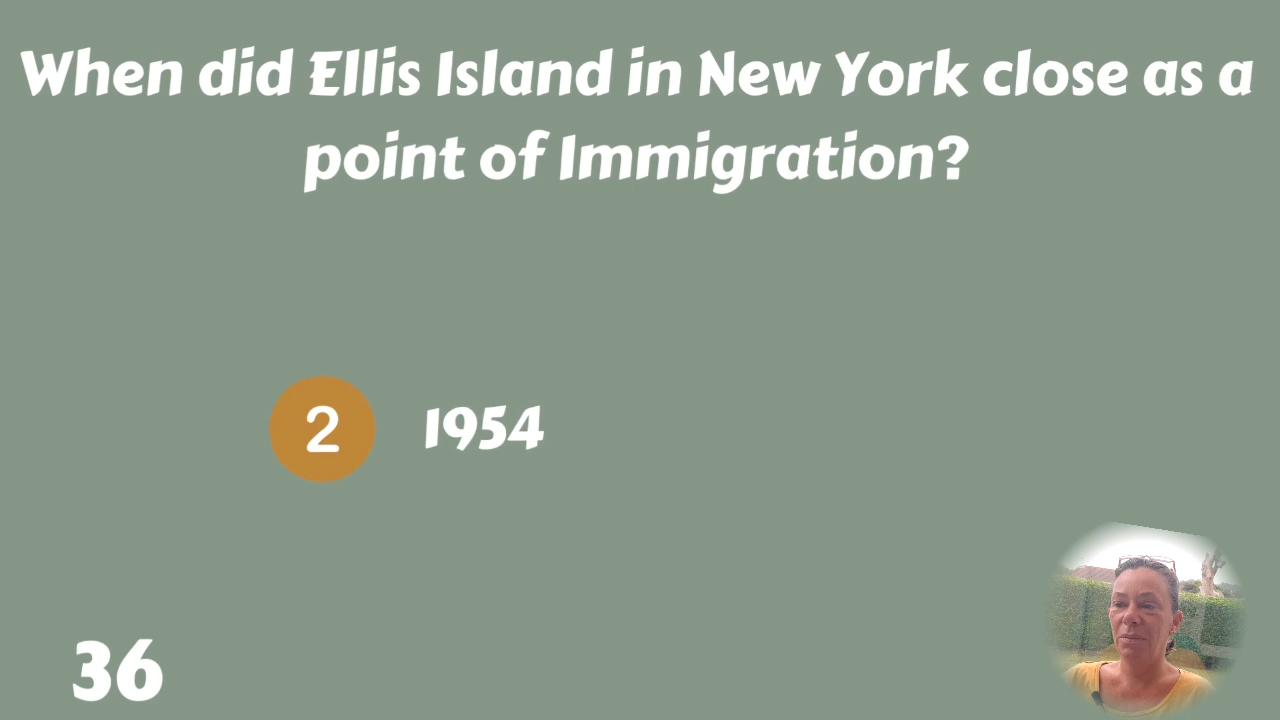 When did Ellis Island in New York close as a
point of Immigration?
2 1954
36